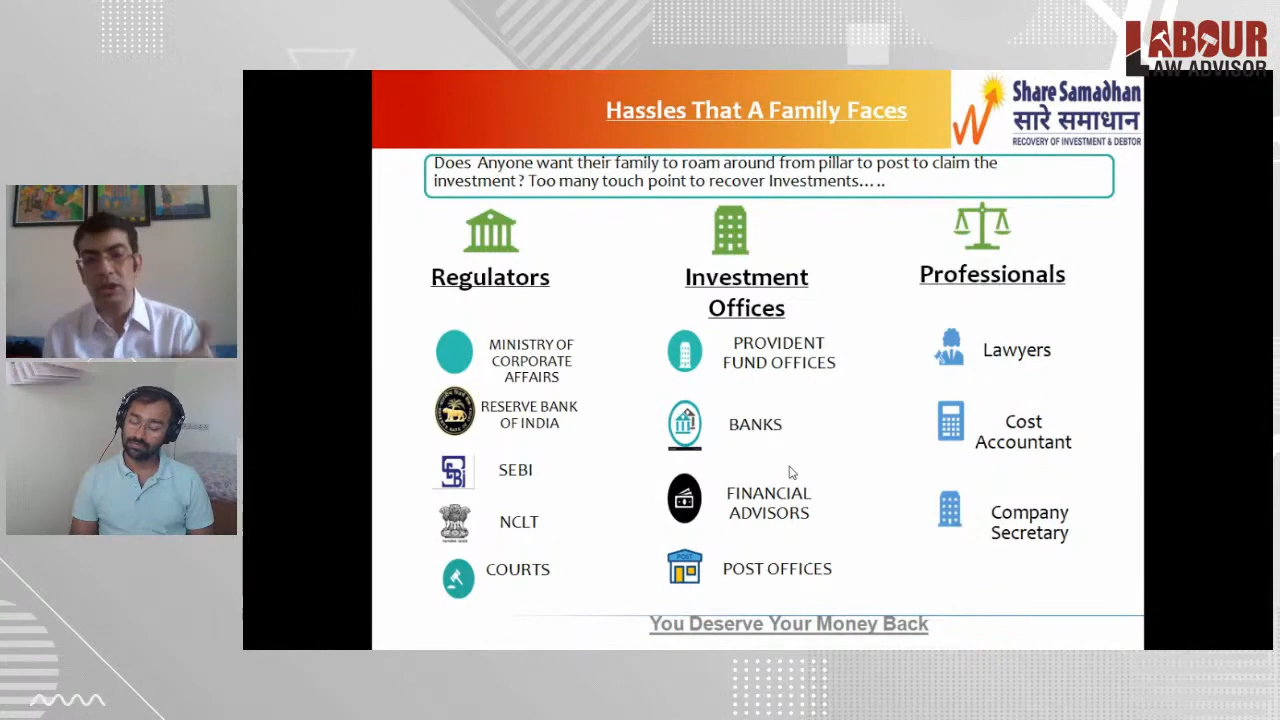 LABOUR
LAW ADVISOR
Hassles That A Family Faces
Share Samadhan
सारे समाधान
RECOVERY OF INVESTMENT & DEBTOR
Does Anyone want their family to roam around from pillar to post to claim the
investment? Too many touch point to recover Investments…..
Regulators
MINISTRY OF
CORPORATE
AFFAIRS
RESERVE BANK
OF INDIA
SEBI
SEBI
NCLT
COURTS
Investment
Offices
PROVIDENT
FUND OFFICES
BANKS
FINANCIAL
ADVISORS
POST
POST OFFICES
Professionals
Lawyers
Cost
Accountant
Company
Secretary
You Deserve Your Money Back